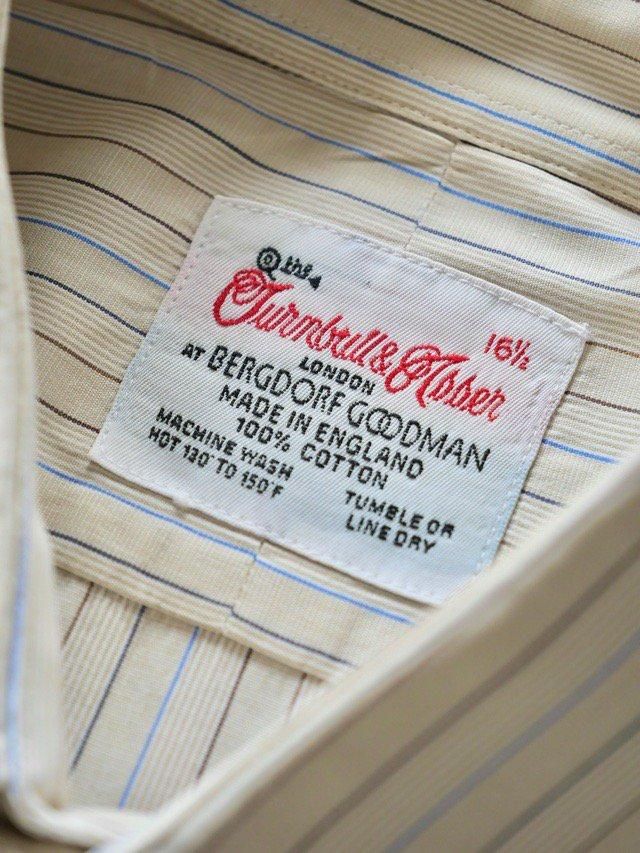 the
Turnbull & Asser
16½
LONDON
AT BERGDORF GOODMAN
MADE IN ENGLAND
100% COTTON
MACHINE WASH
HOT 130° TO 150°F
TUMBLE OR
LINE DRY